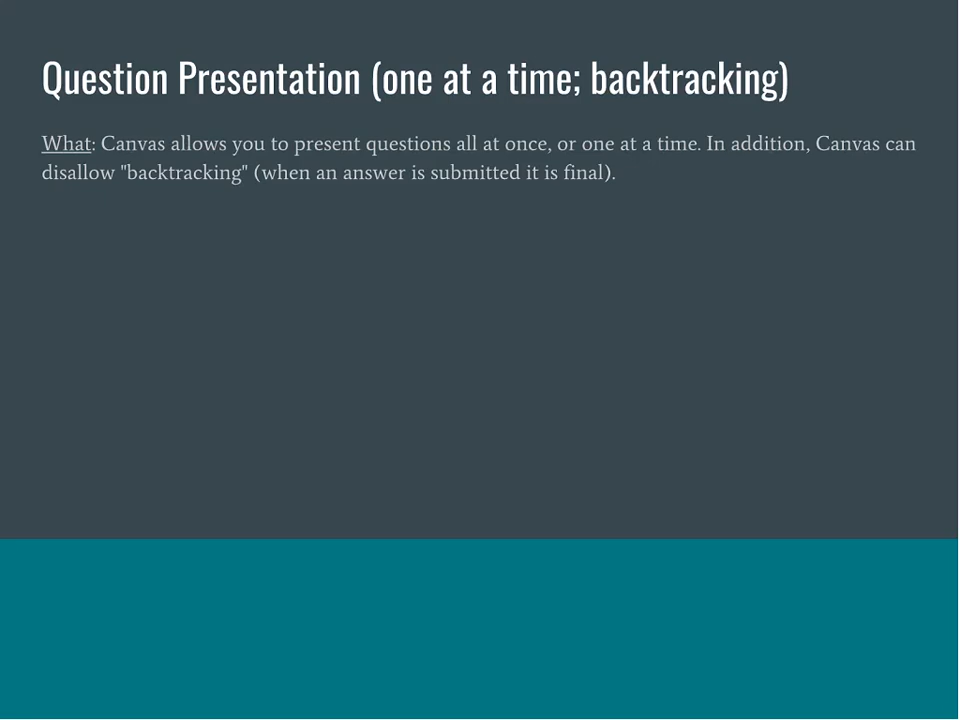 Question Presentation (one at a time; backtracking)
What: Canvas allows you to present questions all at once, or one at a time. In addition, Canvas can
disallow "backtracking" (when an answer is submitted it is final).